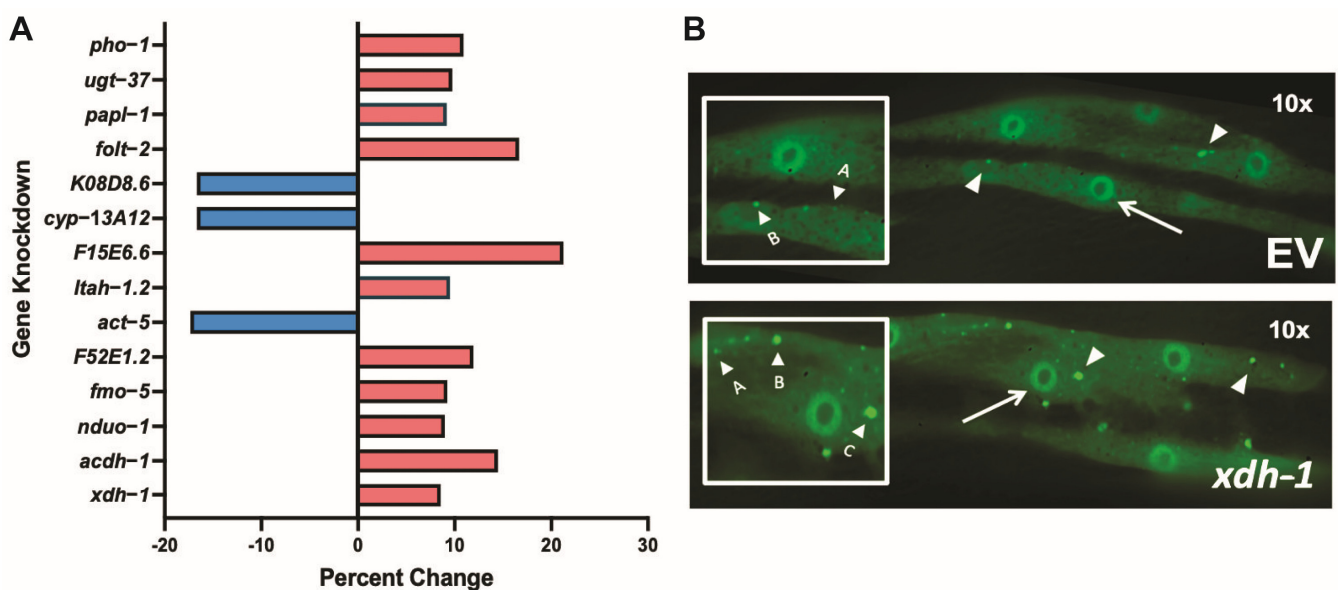 A
Gene Knockdown
pho-1
ugt-37
papl-1
folt-2
K08D8.6
cyp-13A12
F15E6.6
ltah-1.2
act-5
F52E1.2
fmo-5
nduo-1
acdh-1
xdh-1
-20 -10 0 10 20 30
Percent Change
B
10x
A
B
EV
10x
A
B
C
xdh-1